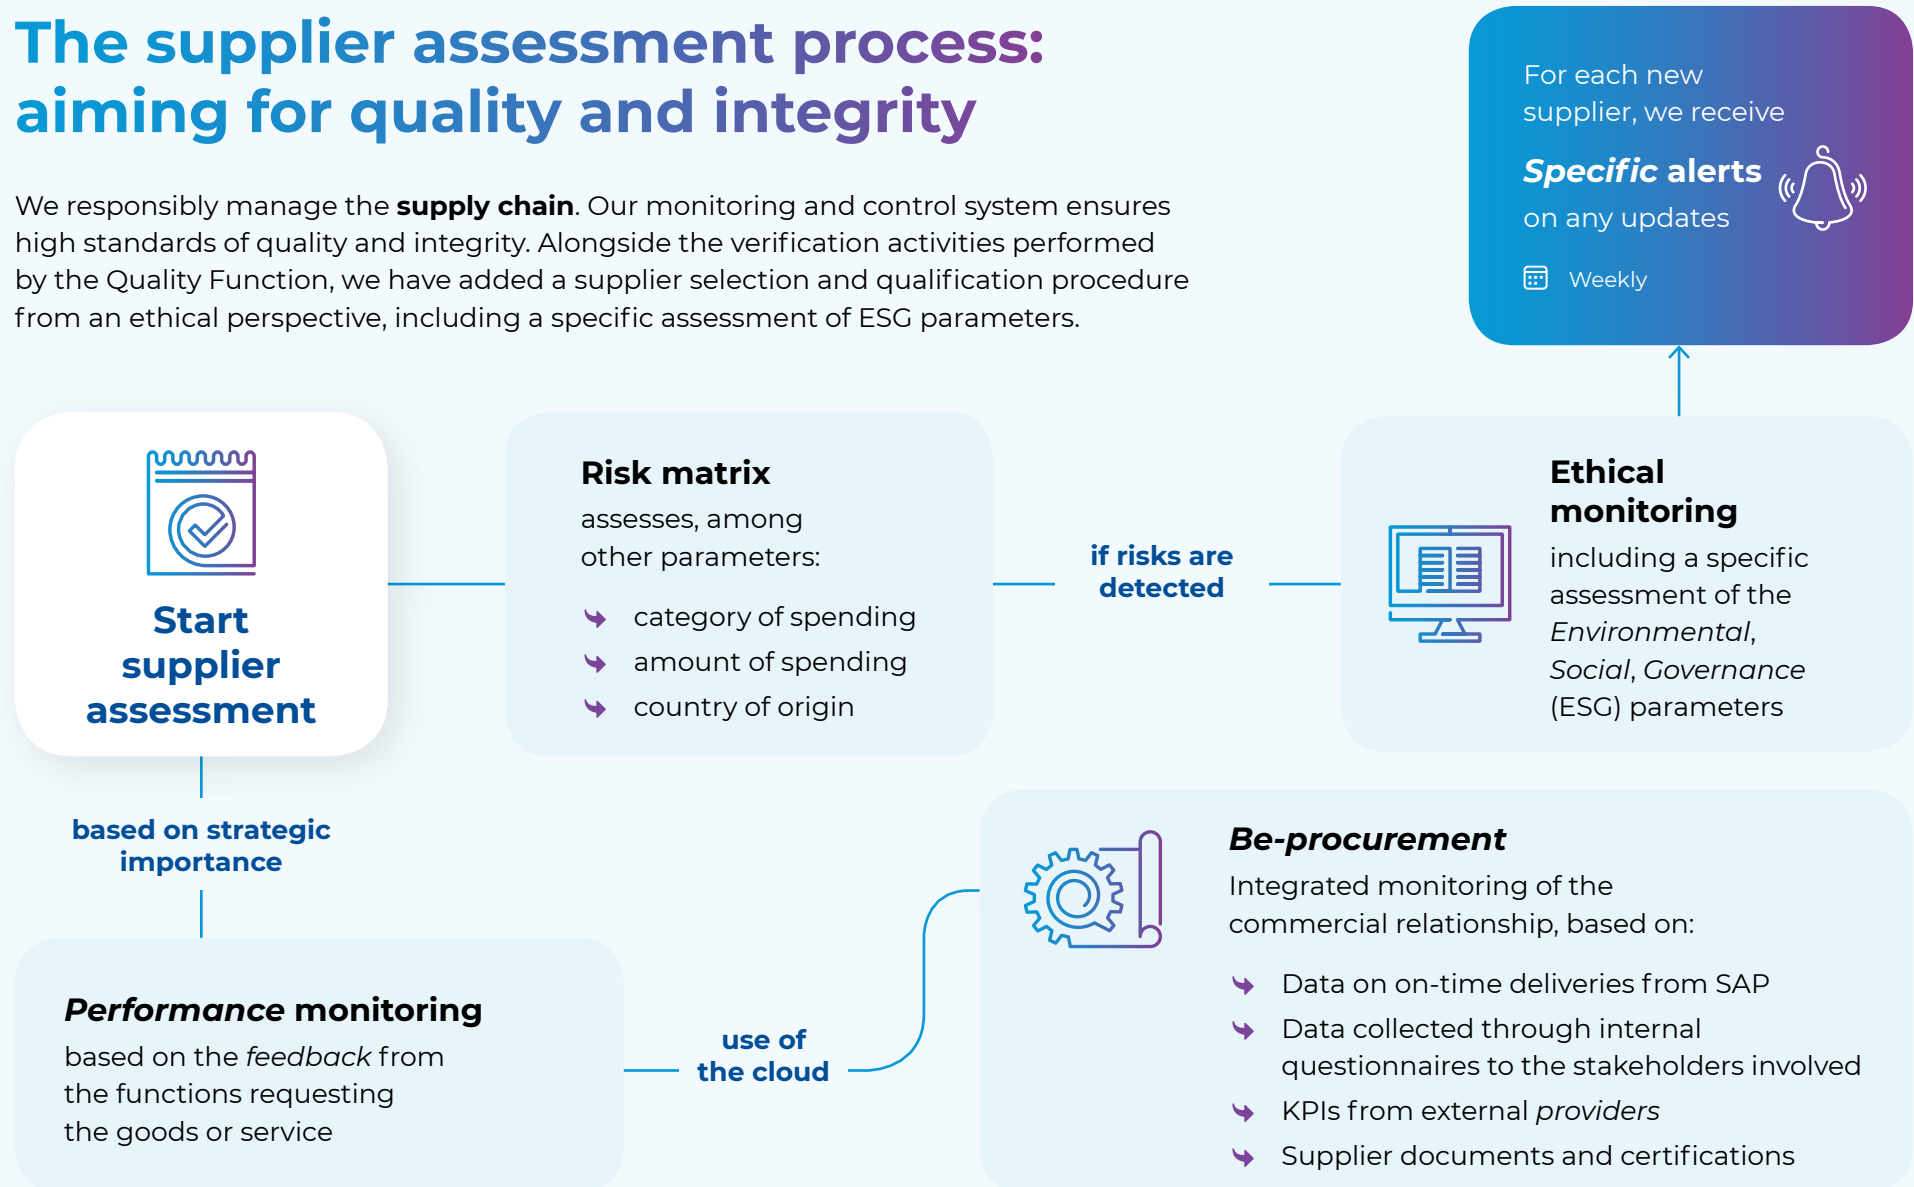 The supplier assessment process:
aiming for quality and integrity
We responsibly manage the supply chain. Our monitoring and control system ensures
high standards of quality and integrity. Alongside the verification activities performed
by the Quality Function, we have added a supplier selection and qualification procedure
from an ethical perspective, including a specific assessment of ESG parameters.
For each new
supplier, we receive
Specific alerts
on any updates
Weekly
Start
supplier
assessment
Risk matrix
assesses, among
other parameters:
category of spending
amount of spending
country of origin
if risks are
detected
Ethical
monitoring
including a specific
assessment of the
Environmental,
Social, Governance
(ESG) parameters
based on strategic
importance
Performance monitoring
based on the feedback from
the functions requesting
the goods or service
use of
the cloud
Be-procurement
Integrated monitoring of the
commercial relationship, based on:
Data on on-time deliveries from SAP
Data collected through internal
questionnaires to the stakeholders involved
KPIs from external providers
Supplier documents and certifications